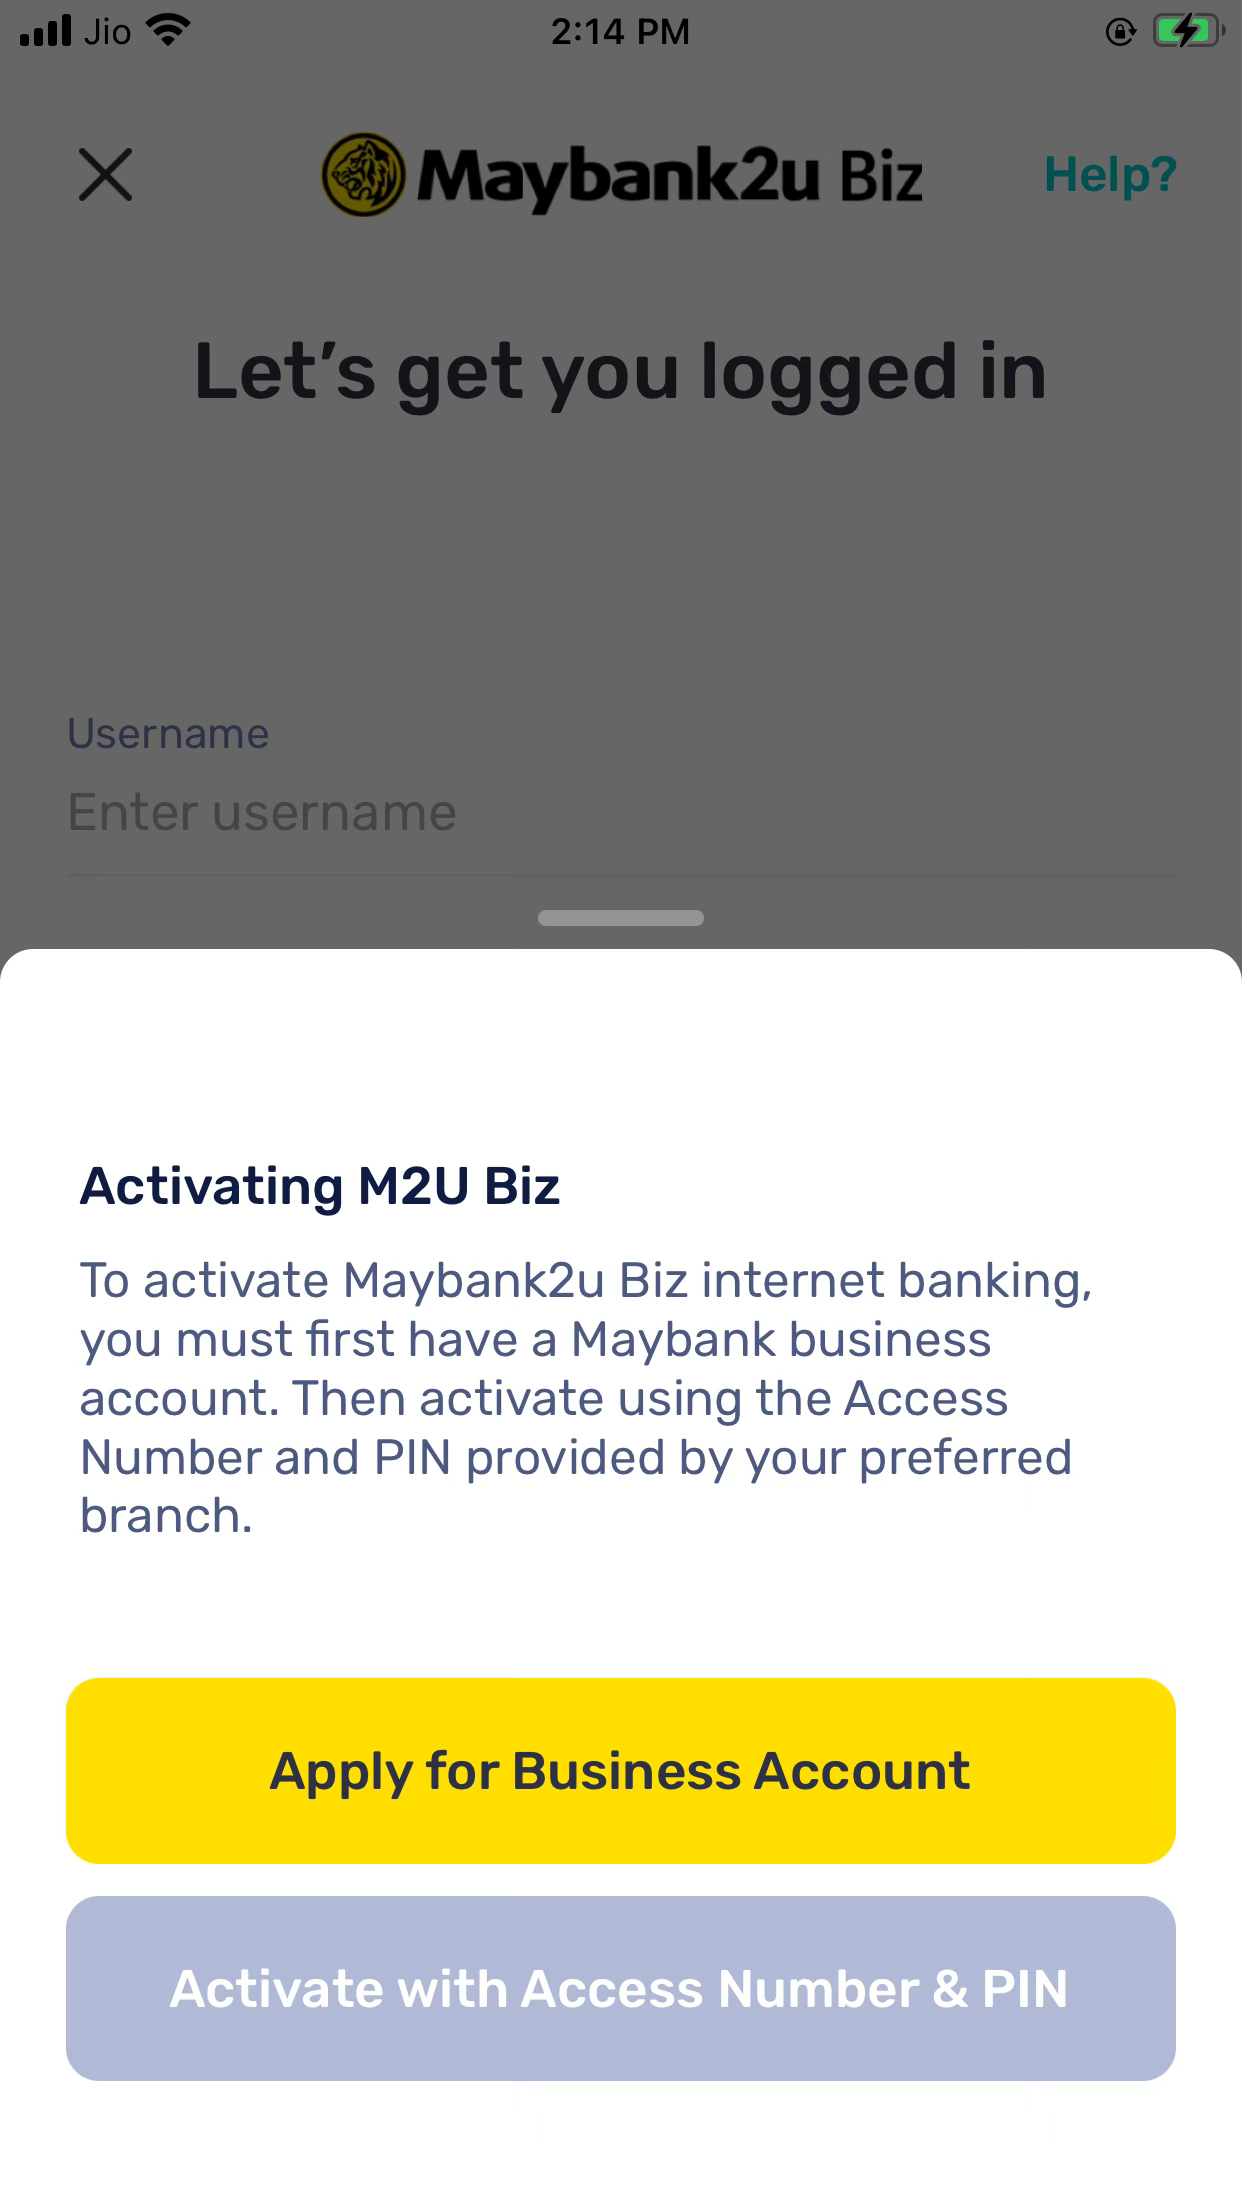 Jio 2:14 PM
Maybank2u Biz Help?
Let’s get you logged in
Username
Enter username
Activating M2U Biz
To activate Maybank2u Biz internet banking,
you must first have a Maybank business
account. Then activate using the Access
Number and PIN provided by your preferred
branch.
Apply for Business Account
Activate with Access Number & PIN